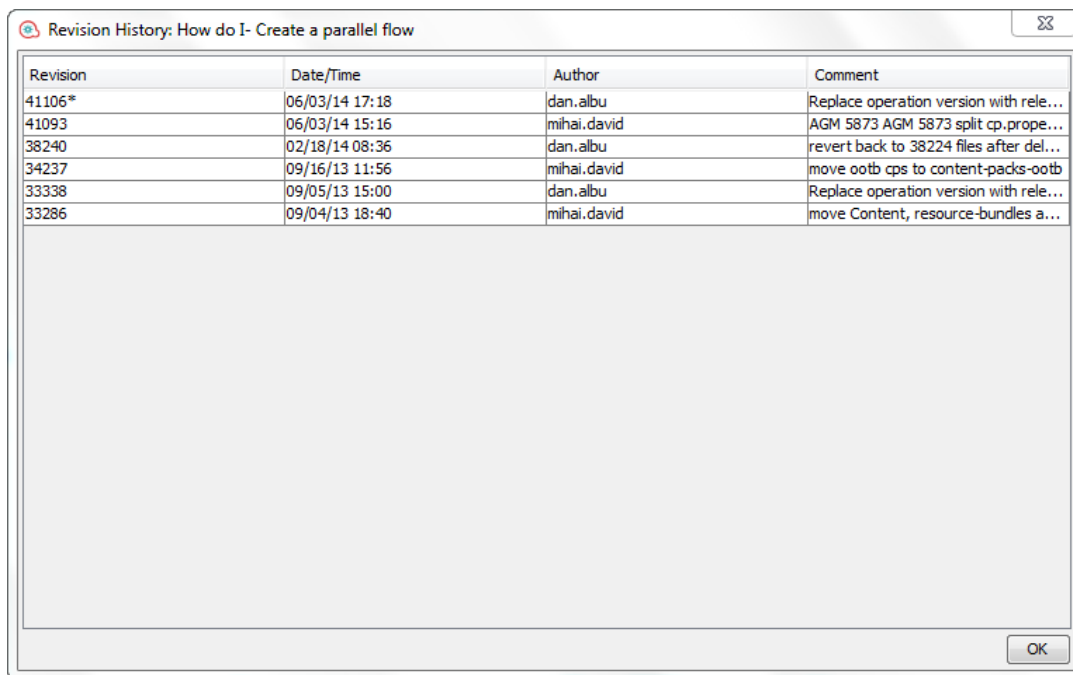 Revision History: How do I- Create a parallel flow
Revision Date/Time Author Comment
41106* 06/03/14 17:18 dan.albu Replace operation version with rele...
41093 06/03/14 15:16 mihai.david AGM 5873 AGM 5873 split cp.prope...
38240 02/18/14 08:36 dan.albu revert back to 38224 files after del...
34237 09/16/13 11:56 mihai.david move ootb cps to content-packs-ootb
33338 09/05/13 15:00 dan.albu Replace operation version with rele...
33286 09/04/13 18:40 mihai.david move Content, resource-bundles a...
OK